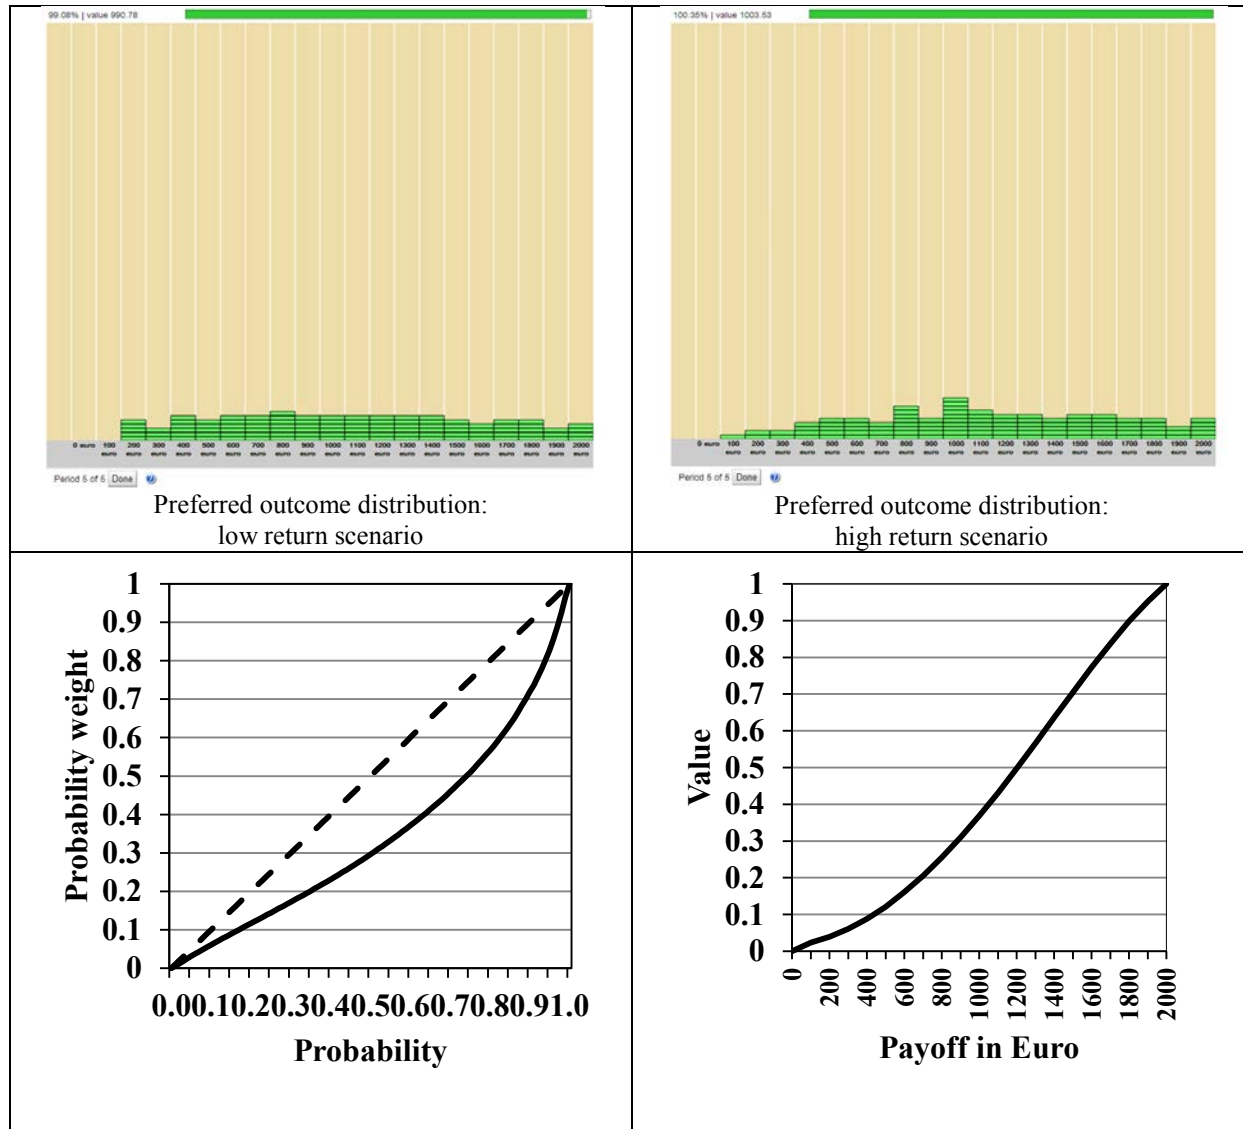 99.08% | value 990.78
0 euro 100 euro 200 euro 300 euro 400 euro 500 euro 600 euro 700 euro 800 euro 900 euro 1000 euro 1100 euro 1200 euro 1300 euro 1400 euro 1500 euro 1600 euro 1700 euro 1800 euro 1900 euro 2000 euro
Period 5 of 5 Done ?
Preferred outcome distribution:
low return scenario
100.35% | value 1003.53
0 euro 100 euro 200 euro 300 euro 400 euro 500 euro 600 euro 700 euro 800 euro 900 euro 1000 euro 1100 euro 1200 euro 1300 euro 1400 euro 1500 euro 1600 euro 1700 euro 1800 euro 1900 euro 2000 euro
Period 5 of 5 Done ?
Preferred outcome distribution:
high return scenario
Probability weight
1
0.9
0.8
0.7
0.6
0.5
0.4
0.3
0.2
0.1
0
0.00.10.20.30.40.50.60.70.80.91.0
Probability
Value
1
0.9
0.8
0.7
0.6
0.5
0.4
0.3
0.2
0.1
0
0
200
400
600
800
1000
1200
1400
1600
1800
2000
Payoff in Euro